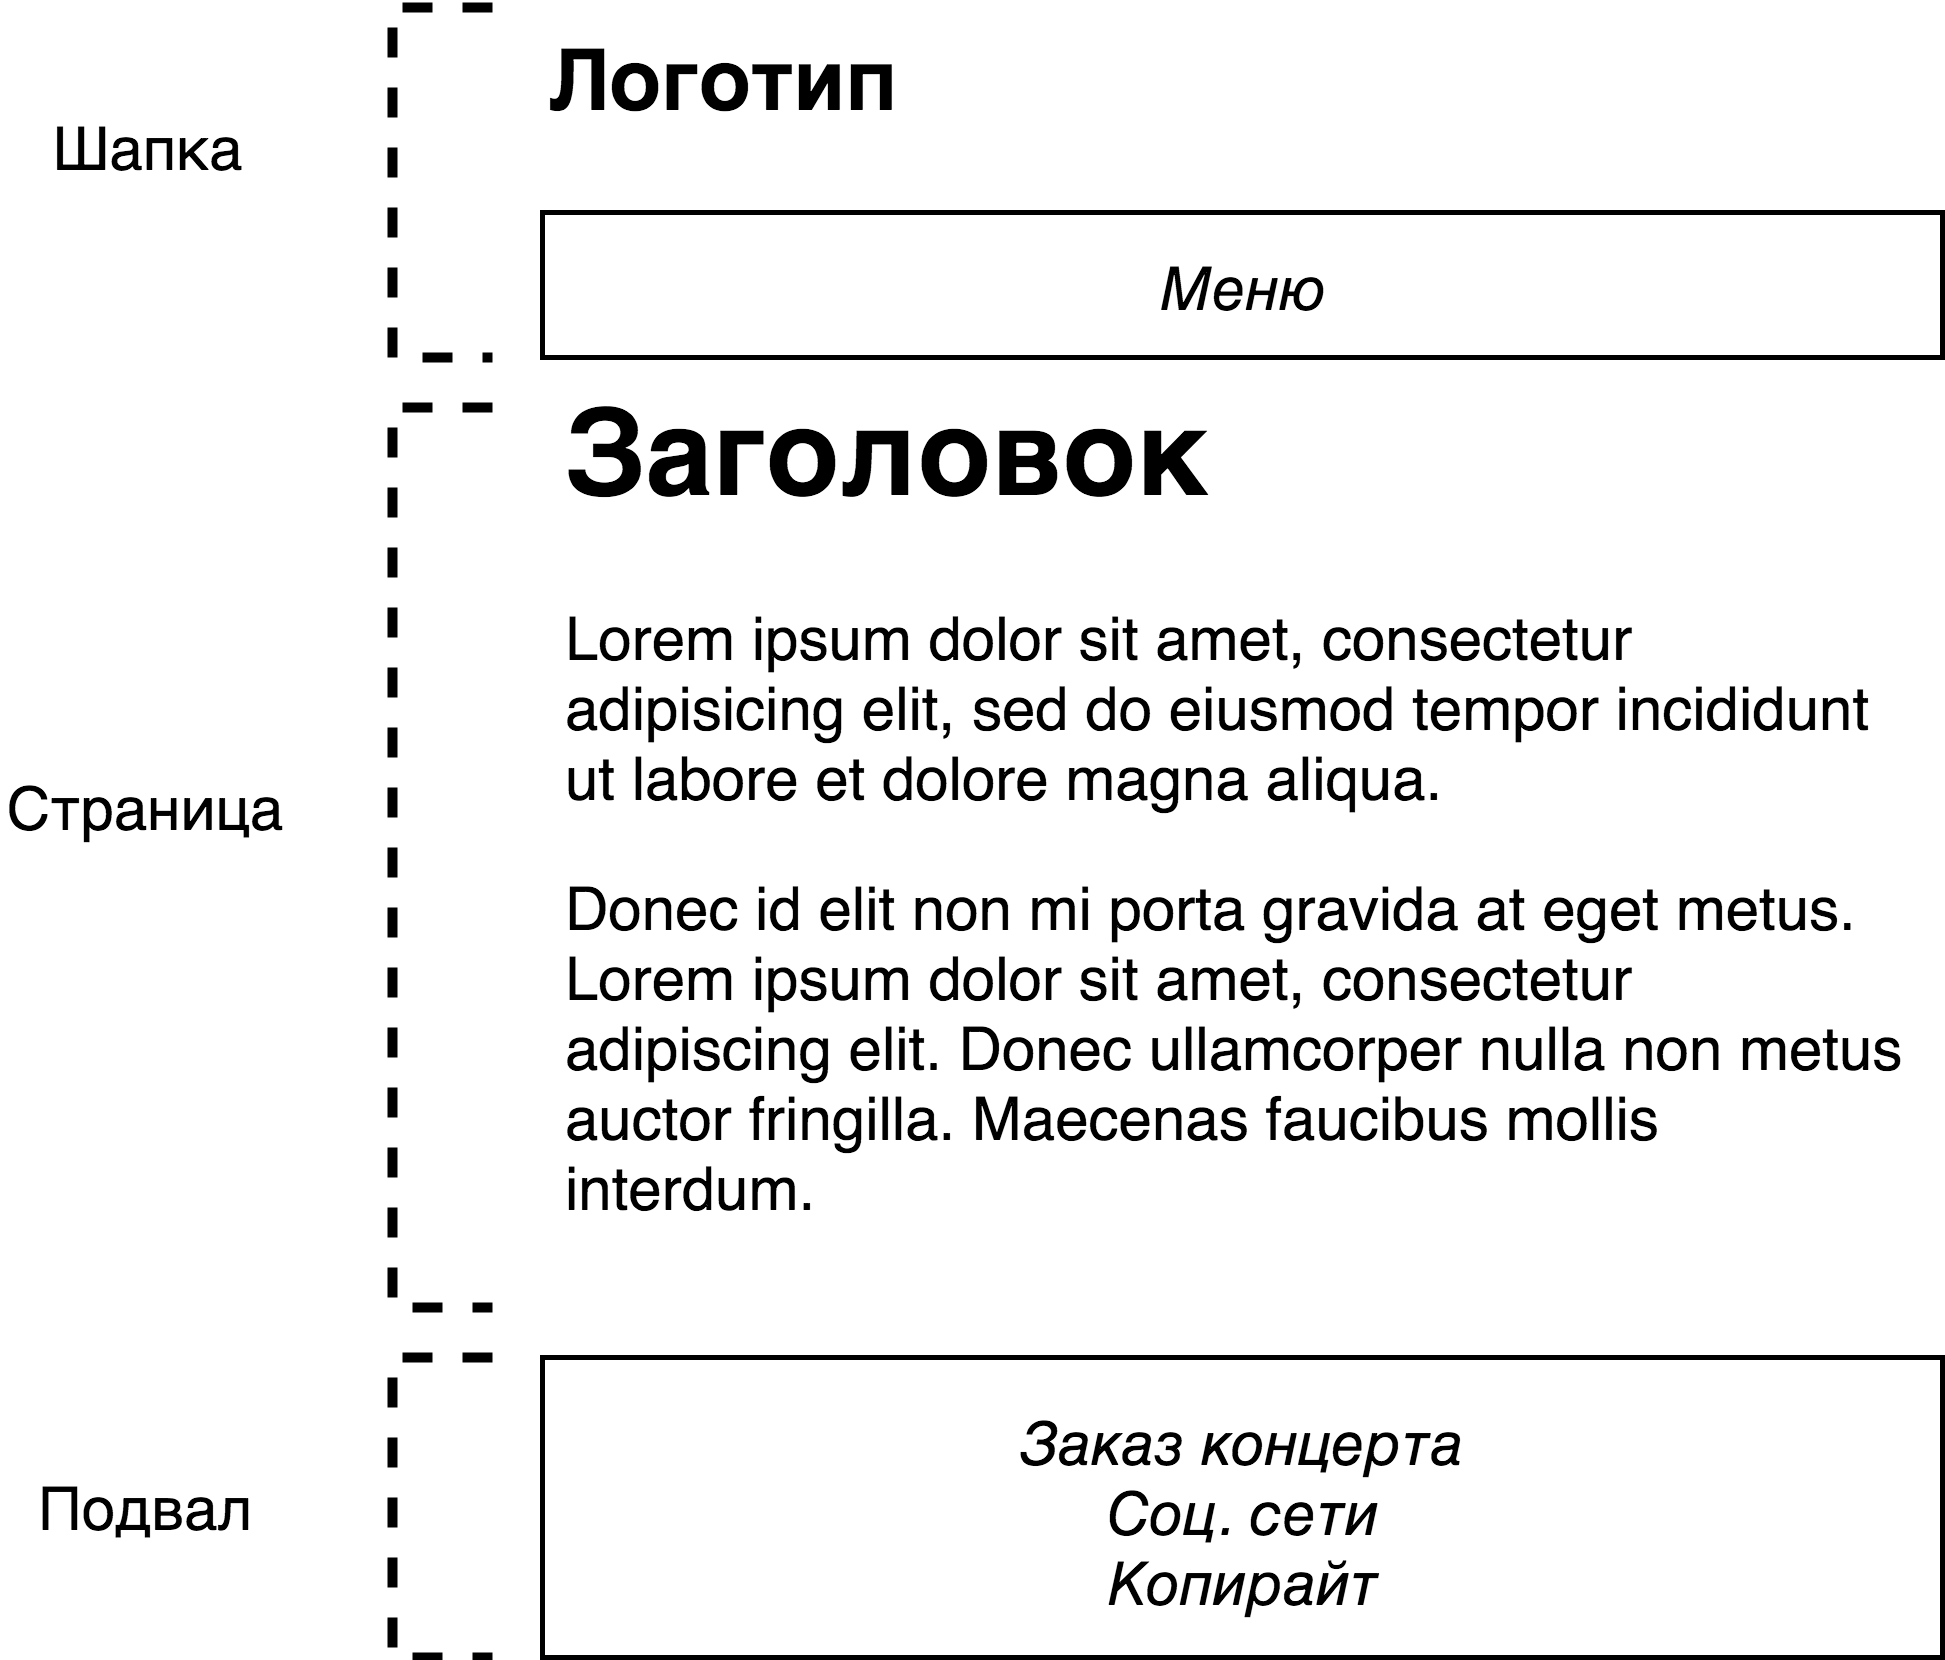 Шапка
Логотип
Меню
Страница
Заголовок
Lorem ipsum dolor sit amet, consectetur
adipisicing elit, sed do eiusmod tempor incididunt
ut labore et dolore magna aliqua.
Donec id elit non mi porta gravida at eget metus.
Lorem ipsum dolor sit amet, consectetur
adipiscing elit. Donec ullamcorper nulla non metus
auctor fringilla. Maecenas faucibus mollis
interdum.
Подвал
Заказ концерта
Соц. сети
Копирайт